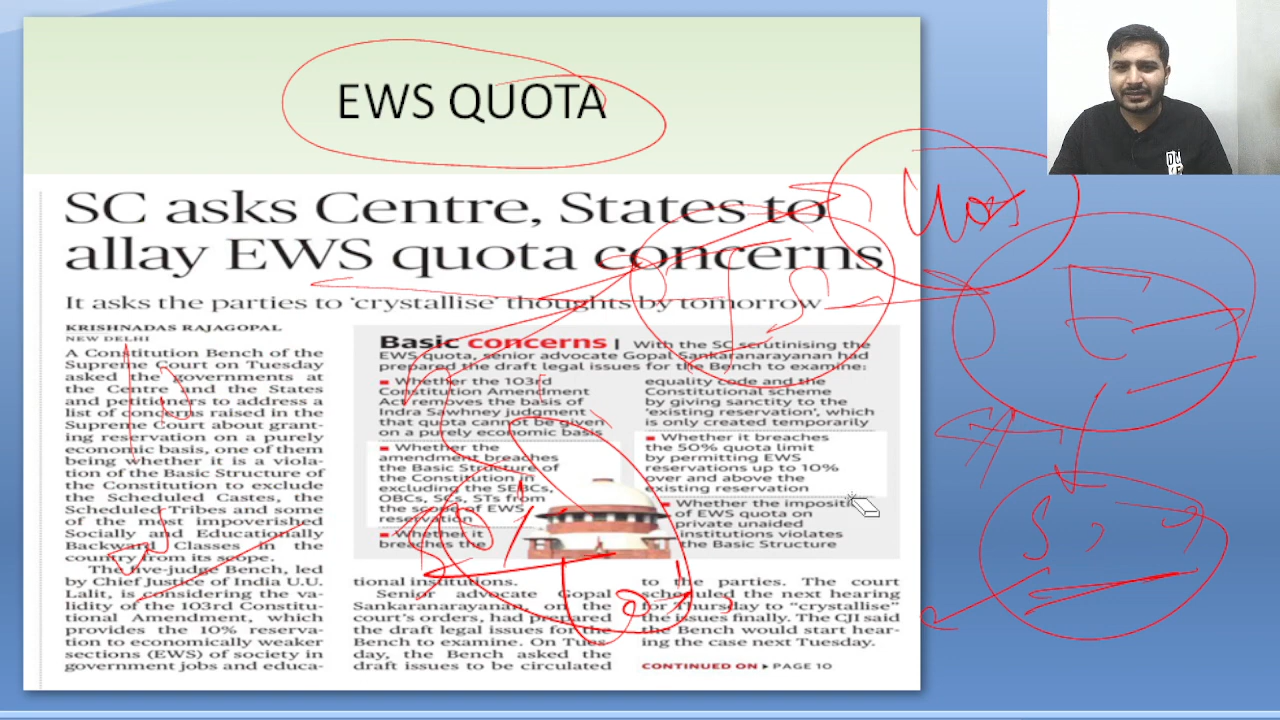 EWS QUOTA
SC asks Centre, States to
allay EWS quota concerns
It asks the parties to 'crystallise' thoughts by tomorrow
KRISHNADAS RAJAGOPAL
NEW DELHI
A Constitution Bench of the
Supreme Court on Tuesday
asked the governments at
the Centre and the States
and petitioners to address a
list of concerns raised in the
Supreme Court about grant-
ing reservation on a purely
economic basis, one of them
being whether it is a viola-
tion of the Basic Structure of
the Constitution to exclude
the Scheduled Castes, the
Scheduled Tribes and some
of the most impoverished
Socially and Educationally
Backward Classes in the
country from its scope.
The five-judge Bench, led
by Chief Justice of India U.U.
Lalit, is considering the va-
lidity of the 103rd Constitu-
tional Amendment, which
provides the 10% reserva-
tion to economically weaker
sections (EWS) of society in
government jobs and educa-
Basic concerns | With the SC scrutinising the
EWS quota, senior advocate Gopal Sankaranarayanan had
prepared the draft legal issues for the Bench to examine:
Whether the 103rd
Constitution Amendment
Act removes the basis of
Indra Sawhney judgment
that quota cannot be given
on a purely economic basis
Whether the
amendment breaches
the Basic Structure of
the Constitution in
excluding the SEBCs,
OBCs, SCs, STs from
the scope of EWS
reservation
Whether it
breaches the
equality code and the
Constitutional scheme
by giving sanctity to the
'existing reservation', which
is only created temporarily
Whether it breaches
the 50% quota limit
by permitting EWS
reservations up to 10%
over and above the
existing reservation
Whether the
of EWS quota on
private unaided
institutions violates
the Basic Structure
tional institutions.
Senior advocate Gopal
Sankaranarayanan, on the
court's orders, had prepared
the draft legal issues for the
Bench to examine. On Tues-
day, the Bench asked the
draft issues to be circulated
to the parties. The court
scheduled the next hearing
for Thursday to "crystallise"
the issues finally. The CJI said
the Bench would start hear-
ing the case next Tuesday.
CONTINUED ON ▸ PAGE 10